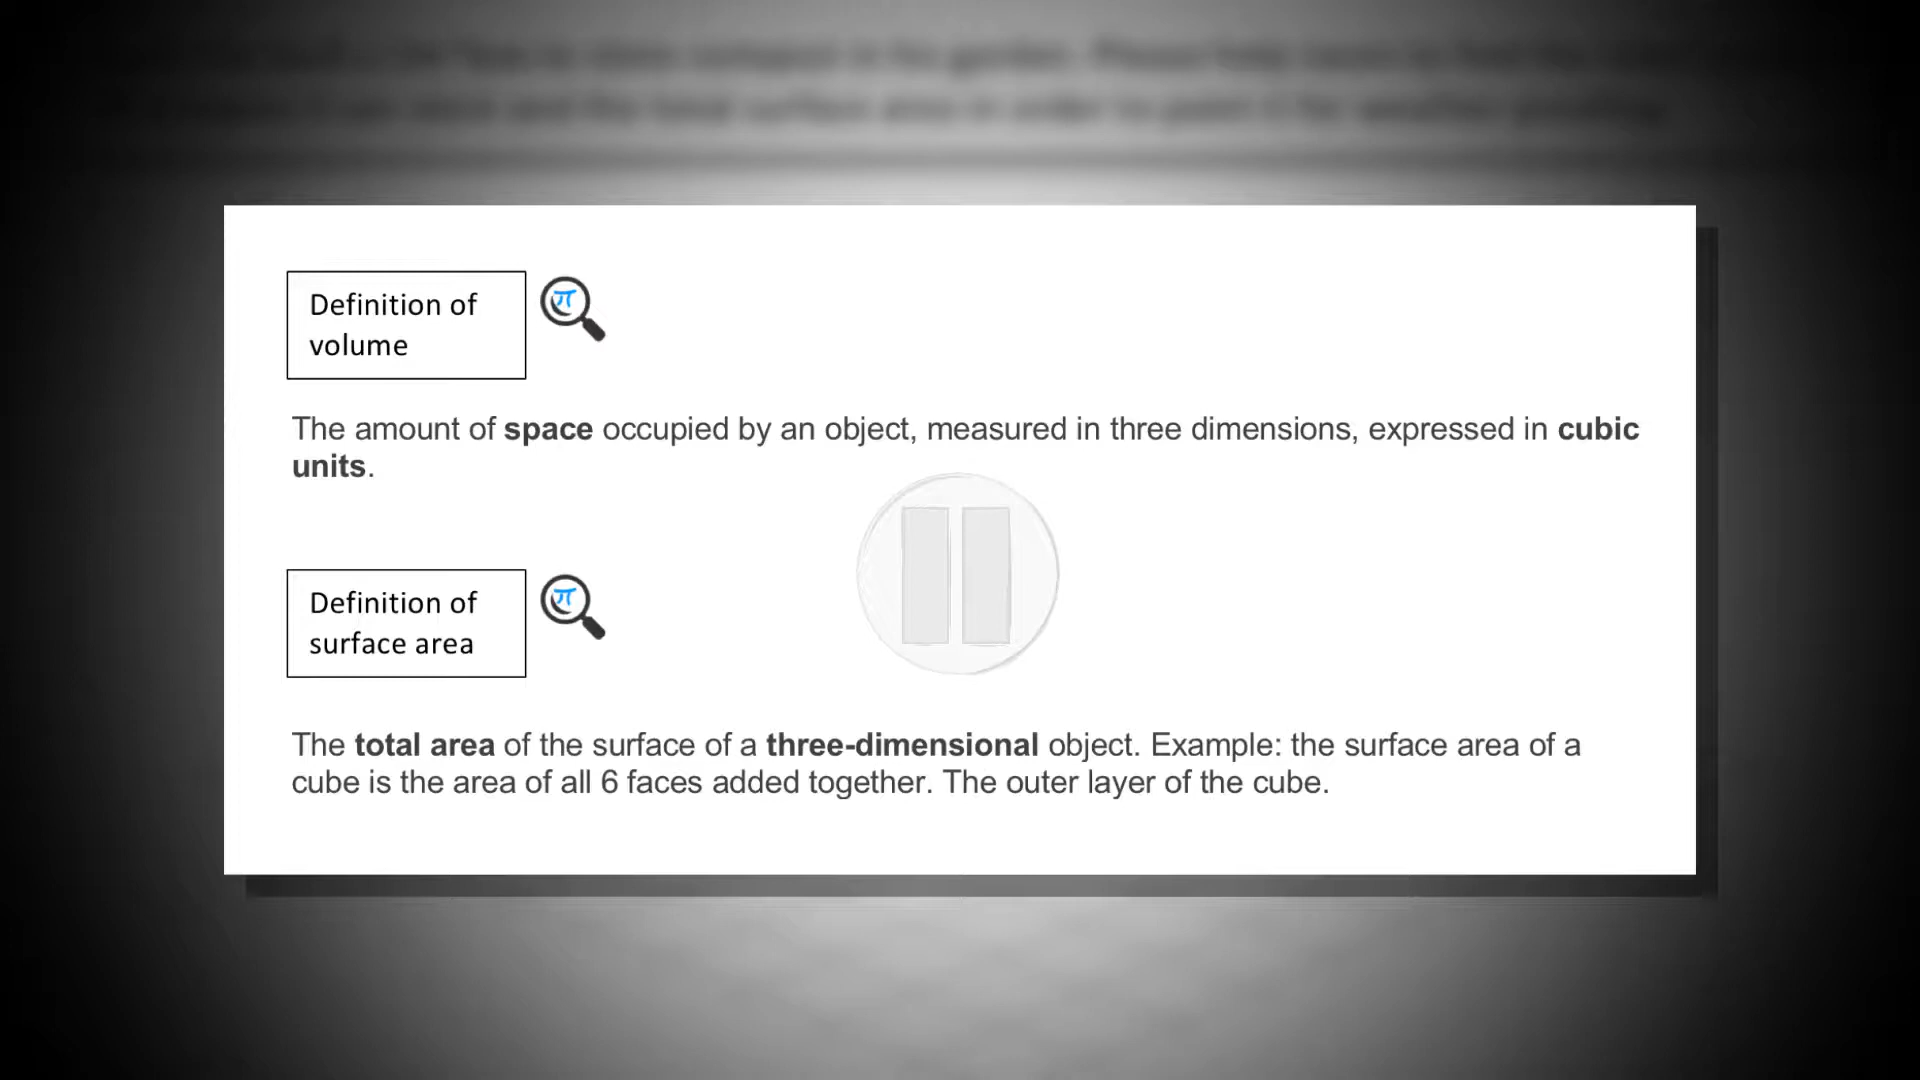 Definition of
volume
The amount of space occupied by an object, measured in three dimensions, expressed in cubic
units.
Definition of
surface area
The total area of the surface of a three-dimensional object. Example: the surface area of a
cube is the area of all 6 faces added together. The outer layer of the cube.